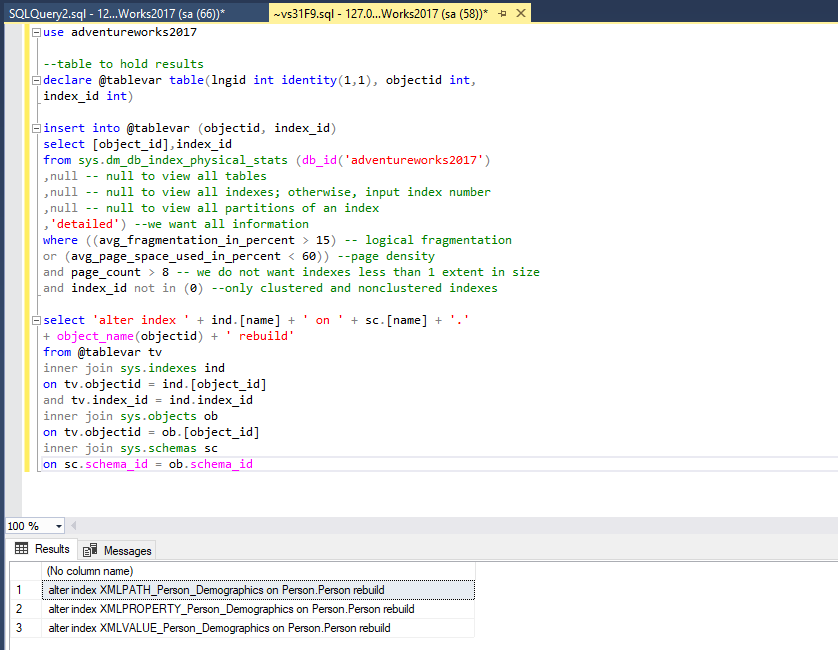 SQLQuery2.sql - 12...Works2017 (sa (66))*
~vs31F9.sql - 127.0...Works2017 (sa (58))*
use adventureworks2017
--table to hold results
declare @tablevar table(lngid int identity(1,1), objectid int,
index_id int)
insert into @tablevar (objectid, index_id)
select [object_id],index_id
from sys.dm_db_index_physical_stats (db_id('adventureworks2017')
,null -- null to view all tables
,null -- null to view all indexes; otherwise, input index number
,null -- null to view all partitions of an index
,'detailed') --we want all information
where ((avg_fragmentation_in_percent > 15) -- logical fragmentation
or (avg_page_space_used_in_percent < 60)) --page density
and page_count > 8 -- we do not want indexes less than 1 extent in size
and index_id not in (0) --only clustered and nonclustered indexes
select 'alter index ' + ind.[name] + ' on ' + sc.[name] + '.'
+ object_name(objectid) + ' rebuild'
from @tablevar tv
inner join sys.indexes ind
on tv.objectid = ind.[object_id]
and tv.index_id = ind.index_id
inner join sys.objects ob
on tv.objectid = ob.[object_id]
inner join sys.schemas sc
on sc.schema_id = ob.schema_id
100 %
Results
Messages
(No column name)
1 alter index XMLPATH_Person_Demographics on Person.Person rebuild
2 alter index XMLPROPERTY_Person_Demographics on Person.Person rebuild
3 alter index XMLVALUE_Person_Demographics on Person.Person rebuild